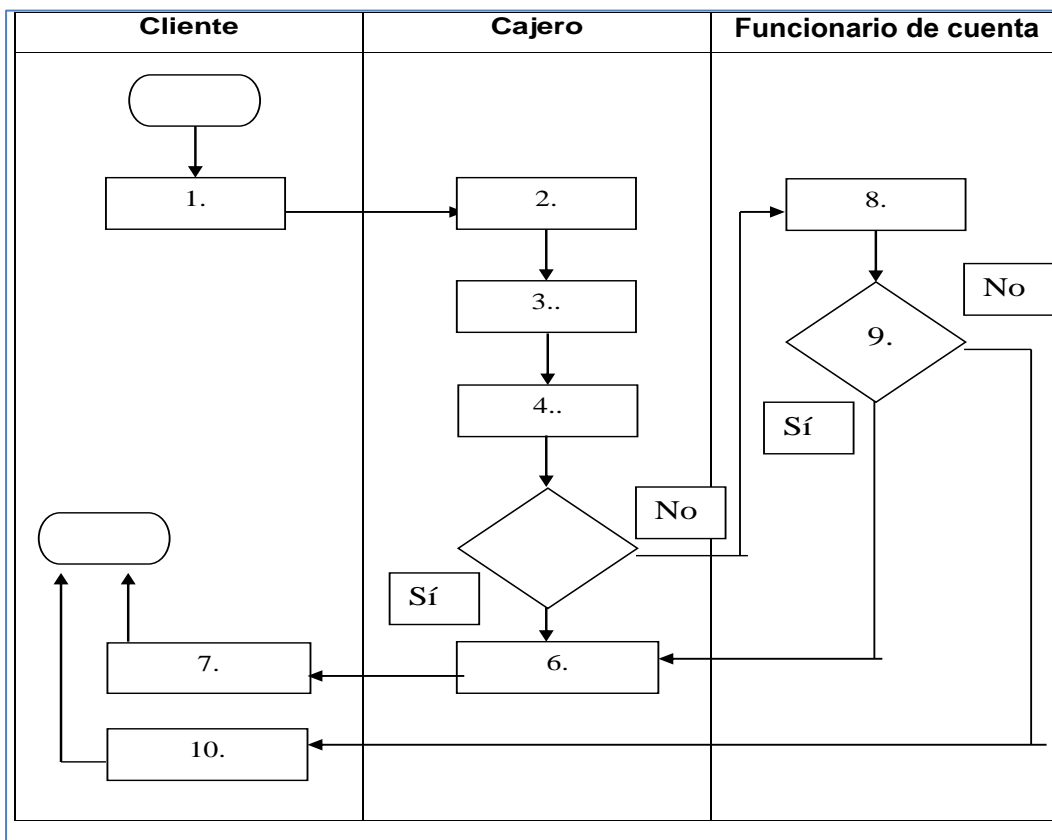 Cliente
Cajero
Funcionario de cuenta
1.
2.
8.
3..
No
9.
4..
Sí
No
Sí
7.
6.
10.